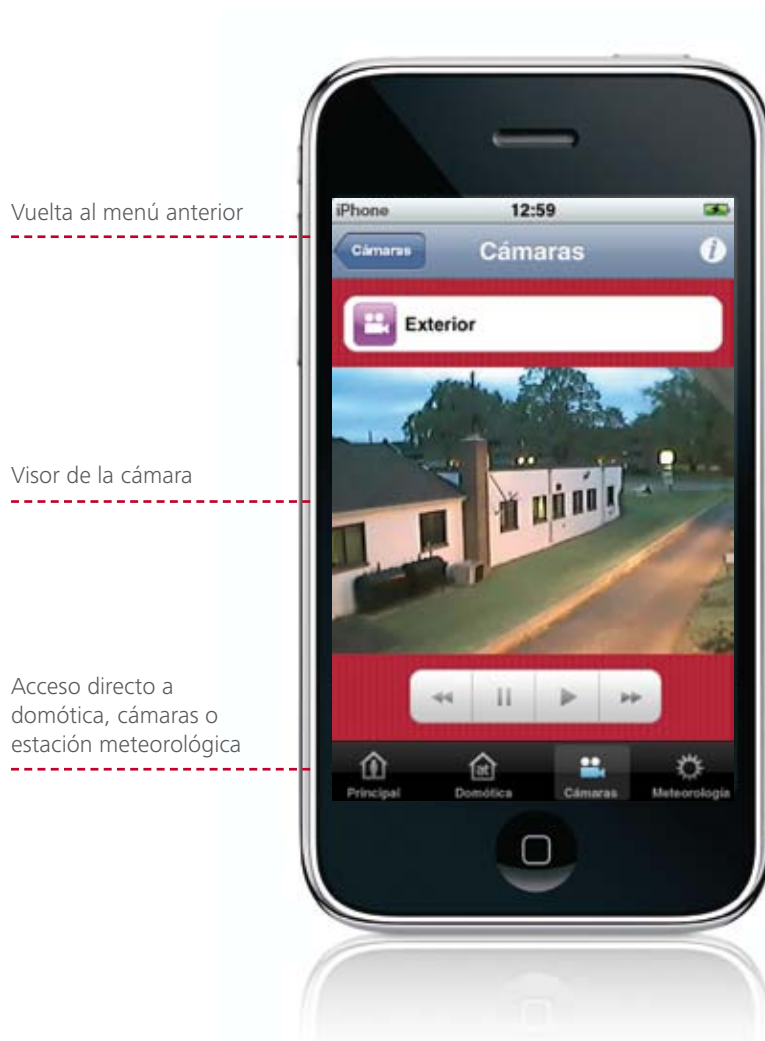 Vuelta al menú anterior
Visor de la cámara
Acceso directo a
domótica, cámaras o
estación meteorológica
iPhone 12:59
Cámaras Cámaras i
Exterior
Principal Domótica Cámaras Meteorología